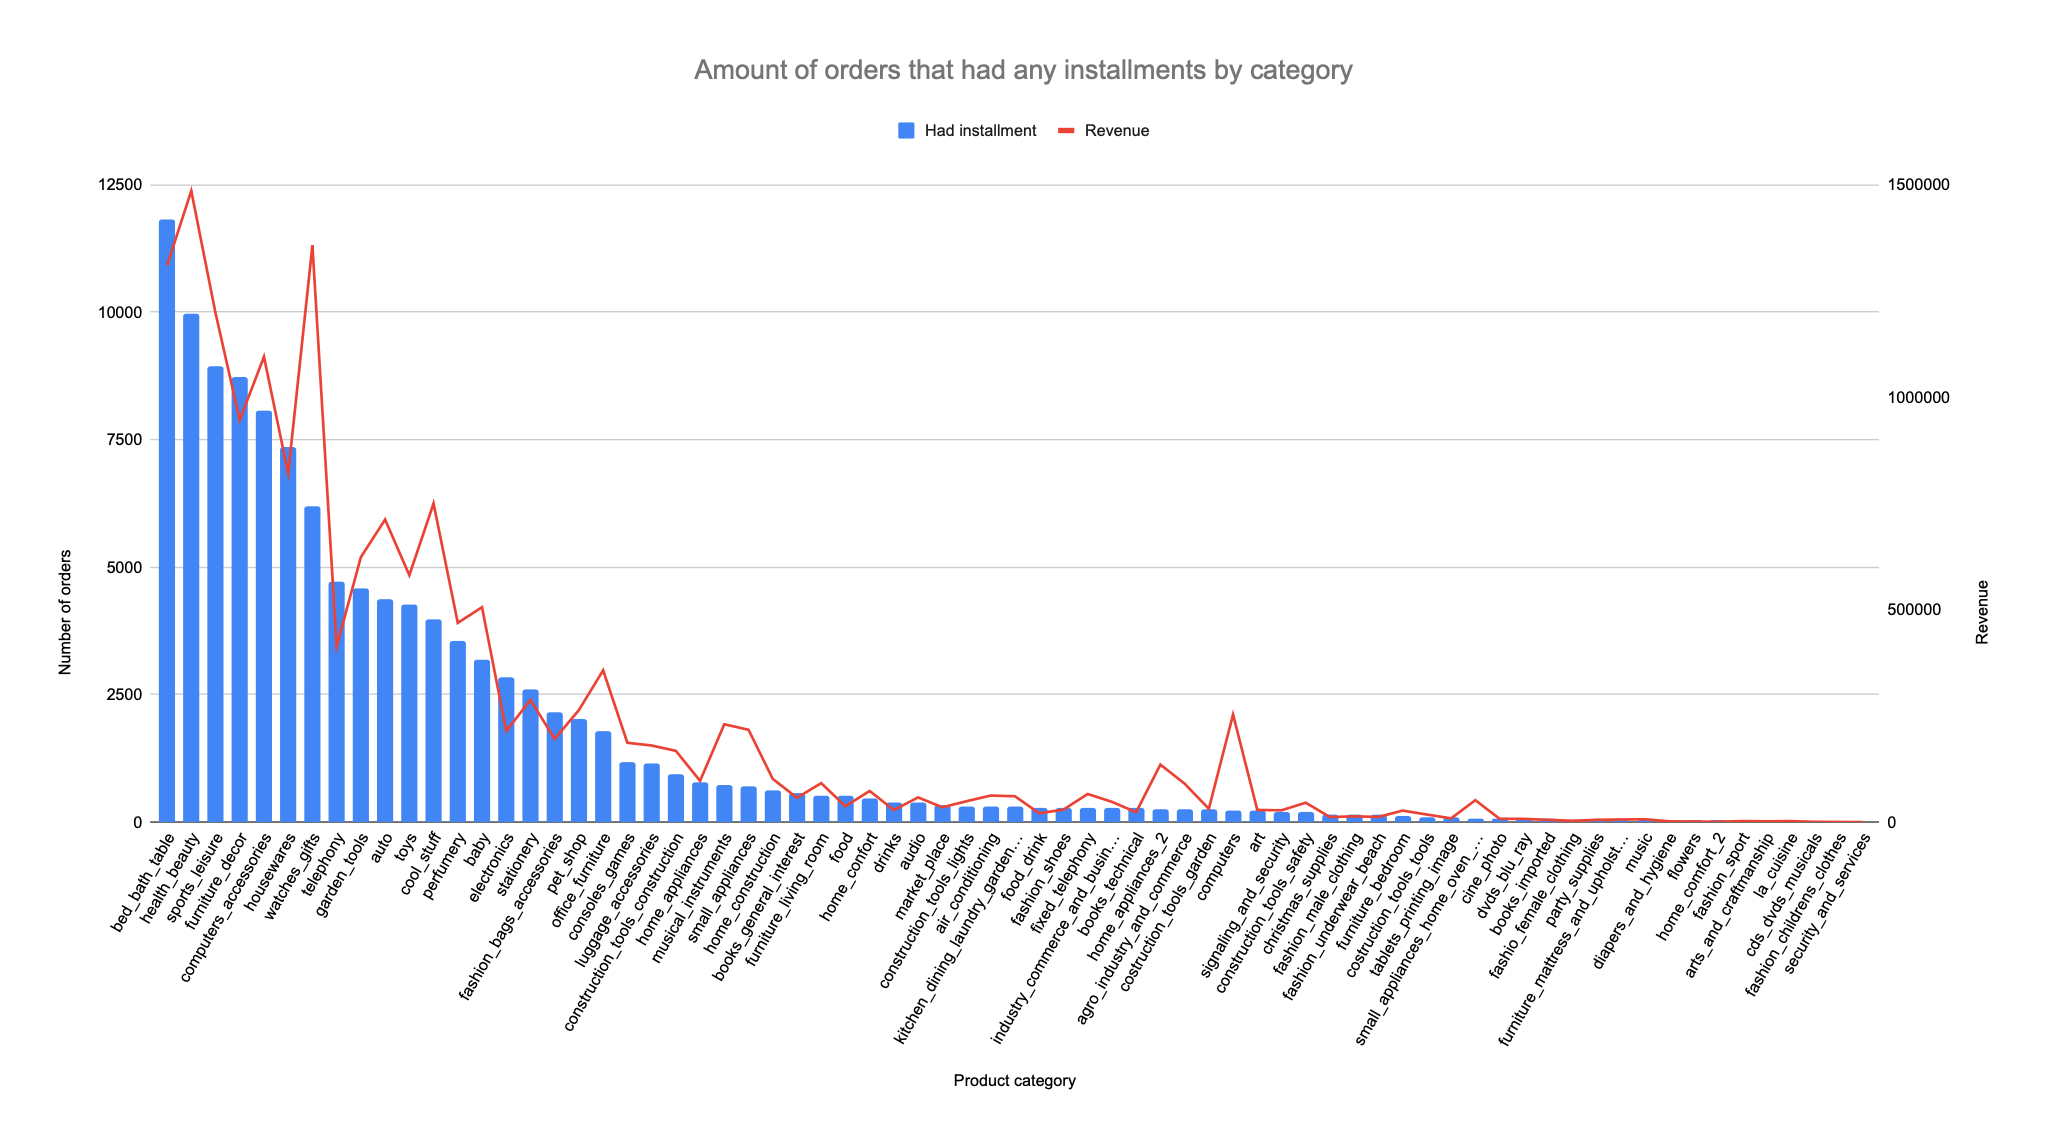 Amount of orders that had any installments by category
Had installment
Revenue
12500
10000
7500
5000
2500
0
1500000
1000000
500000
0
Number of orders
Revenue
bed_bath_table
health_beauty
sports_leisure
furniture_decor
computers_accessories
housewares
watches_gifts
telephony
garden_tools
auto
toys
cool_stuff
perfumery
baby
electronics
stationery
fashion_bags_accessories
pet_shop
office_furniture
consoles_games
luggage_accessories
construction_tools_construction
home_appliances
musical_instruments
small_appliances
home_construction
books_general_interest
furniture_living_room
food
home_confort
drinks
audio
market_place
construction_tools_lights
air_conditioning
kitchen_dining_laundry_garden…
food_drink
fashion_shoes
fixed_telephony
industry_commerce_and_busin…
books_technical
home_appliances_2
agro_industry_and_commerce
costruction_tools_garden
computers
art
signaling_and_security
construction_tools_safety
christmas_supplies
fashion_male_clothing
fashion_underwear_beach
furniture_bedroom
costruction_tools_tools
tablets_printing_image
small_appliances_home_oven_…
cine_photo
dvds_blu_ray
books_imported
fashio_female_clothing
party_supplies
furniture_mattress_and_upholst…
music
diapers_and_hygiene
flowers
home_comfort_2
fashion_sport
arts_and_craftmanship
la_cuisine
cds_dvds_musicals
fashion_childrens_clothes
security_and_services
Product category